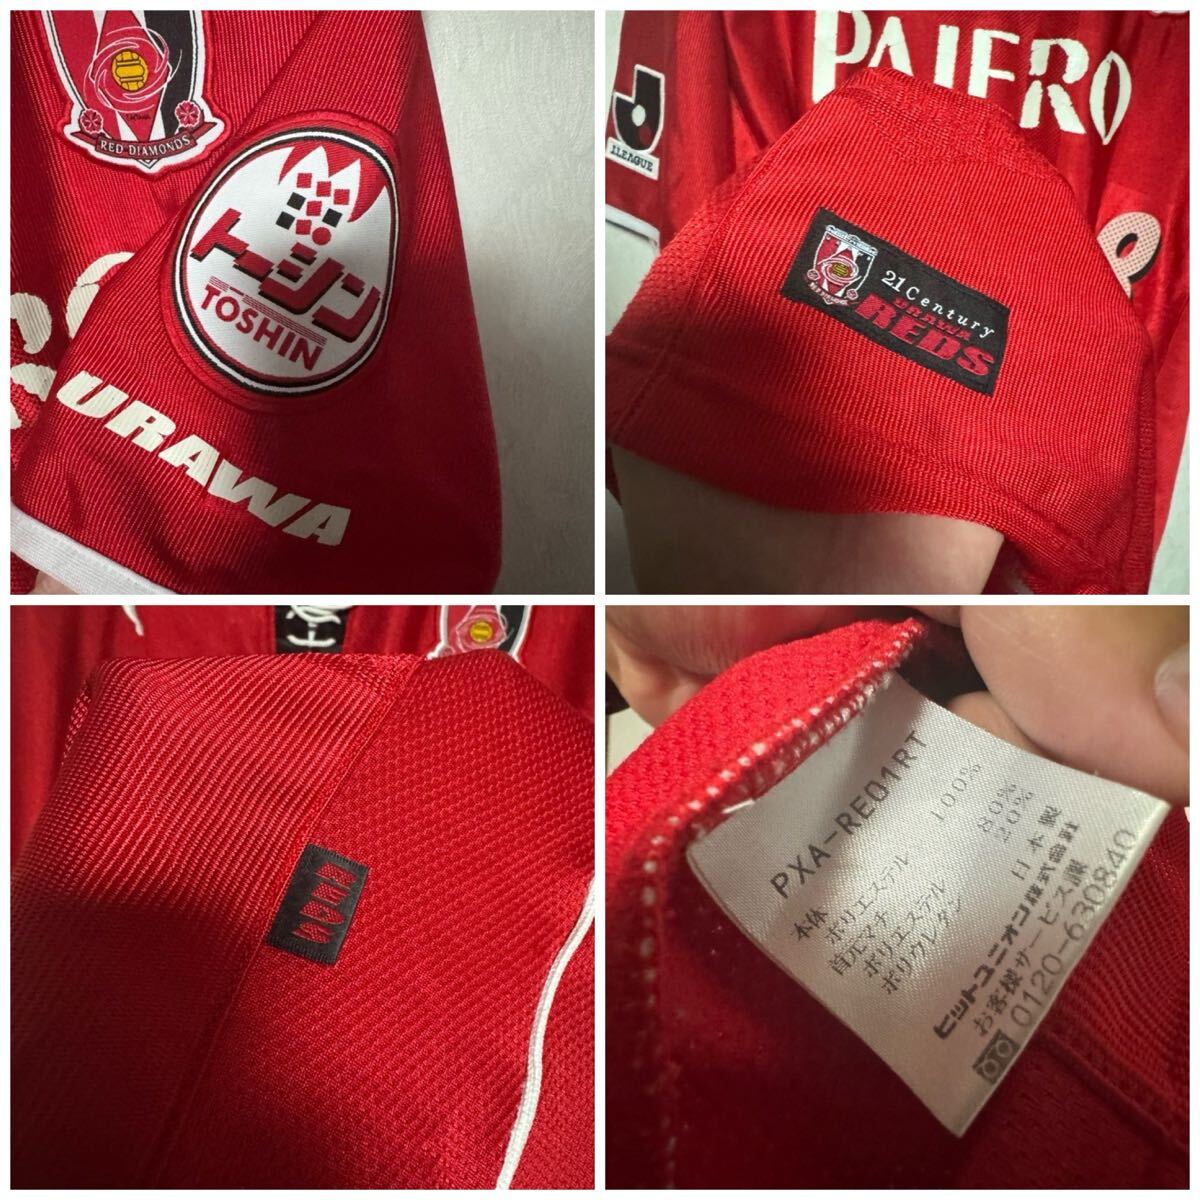 RED DIAMONDS
トーシン
TOSHIN
URAWA
PAJERO
J.LEAGUE
8
21Century
URAWA
REDS
PXA-RE01RT
本体 ポリエステル 100%
首元マチ
ポリエステル 80%
ポリウレタン 20%
日本製
ヒットユニオン株式会社
お客様サービス課
0120-630840